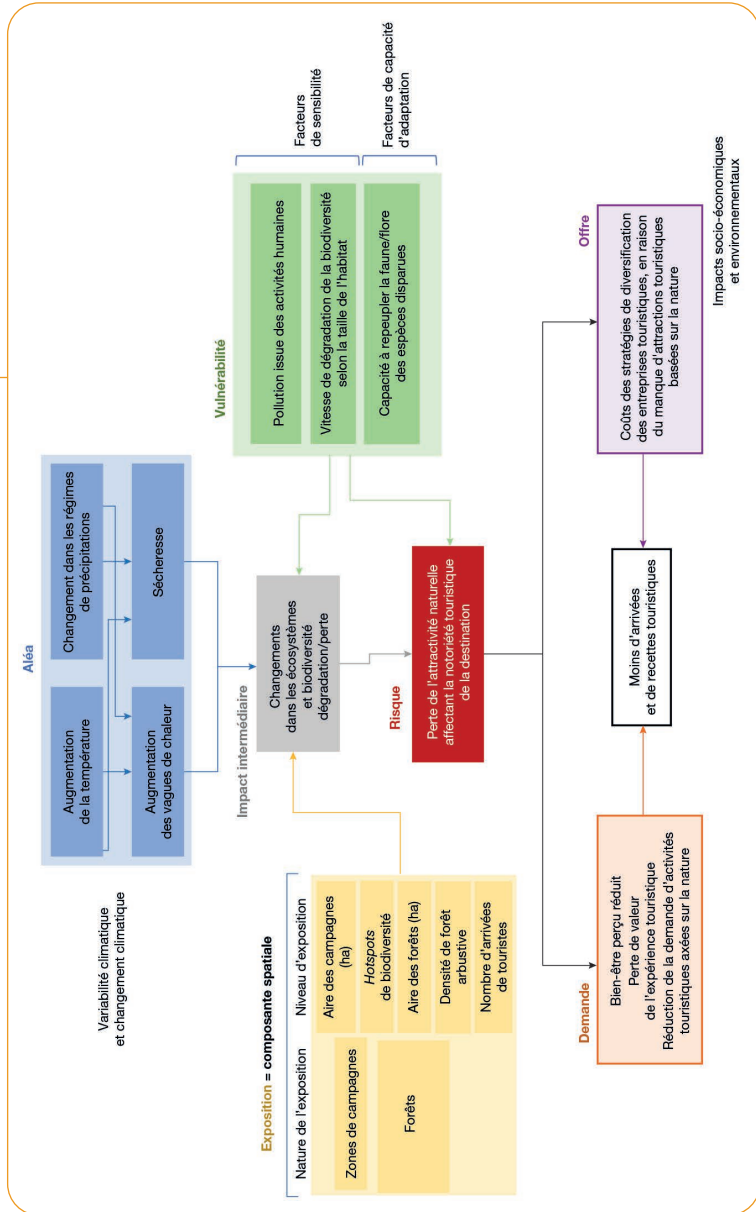 Variabilité climatique
et changement climatique
Aléa
Augmentation
de la température
Changement dans les régimes
de précipitations
Augmentation
des vagues de chaleur
Sécheresse
Exposition = composante spatiale
Nature de l'exposition
Niveau d'exposition
Zones de campagnes
Forêts
Aire des campagnes
(ha)
Hotspots
de biodiversité
Aire des forêts (ha)
Densité de forêt
arbustive
Nombre d'arrivées
de touristes
Impact intermédiaire
Changements
dans les écosystèmes
et biodiversité
dégradation/perte
Vulnérabilité
Pollution issue des activités humaines
Vitesse de dégradation de la biodiversité
selon la taille de l'habitat
Capacité à repeupler la faune/flore
des espèces disparues
Facteurs
de sensibilité
Facteurs de capacité
d'adaptation
Risque
Perte de l'attractivité naturelle
affectant la notoriété touristique
de la destination
Demande
Bien-être perçu réduit
Perte de valeur
de l'expérience touristique
Réduction de la demande d'activités
touristiques axées sur la nature
Moins d'arrivées
et de recettes touristiques
Offre
Coûts des stratégies de diversification
des entreprises touristiques, en raison
du manque d'attractions touristiques
basées sur la nature
Impacts socio-économiques
et environnementaux